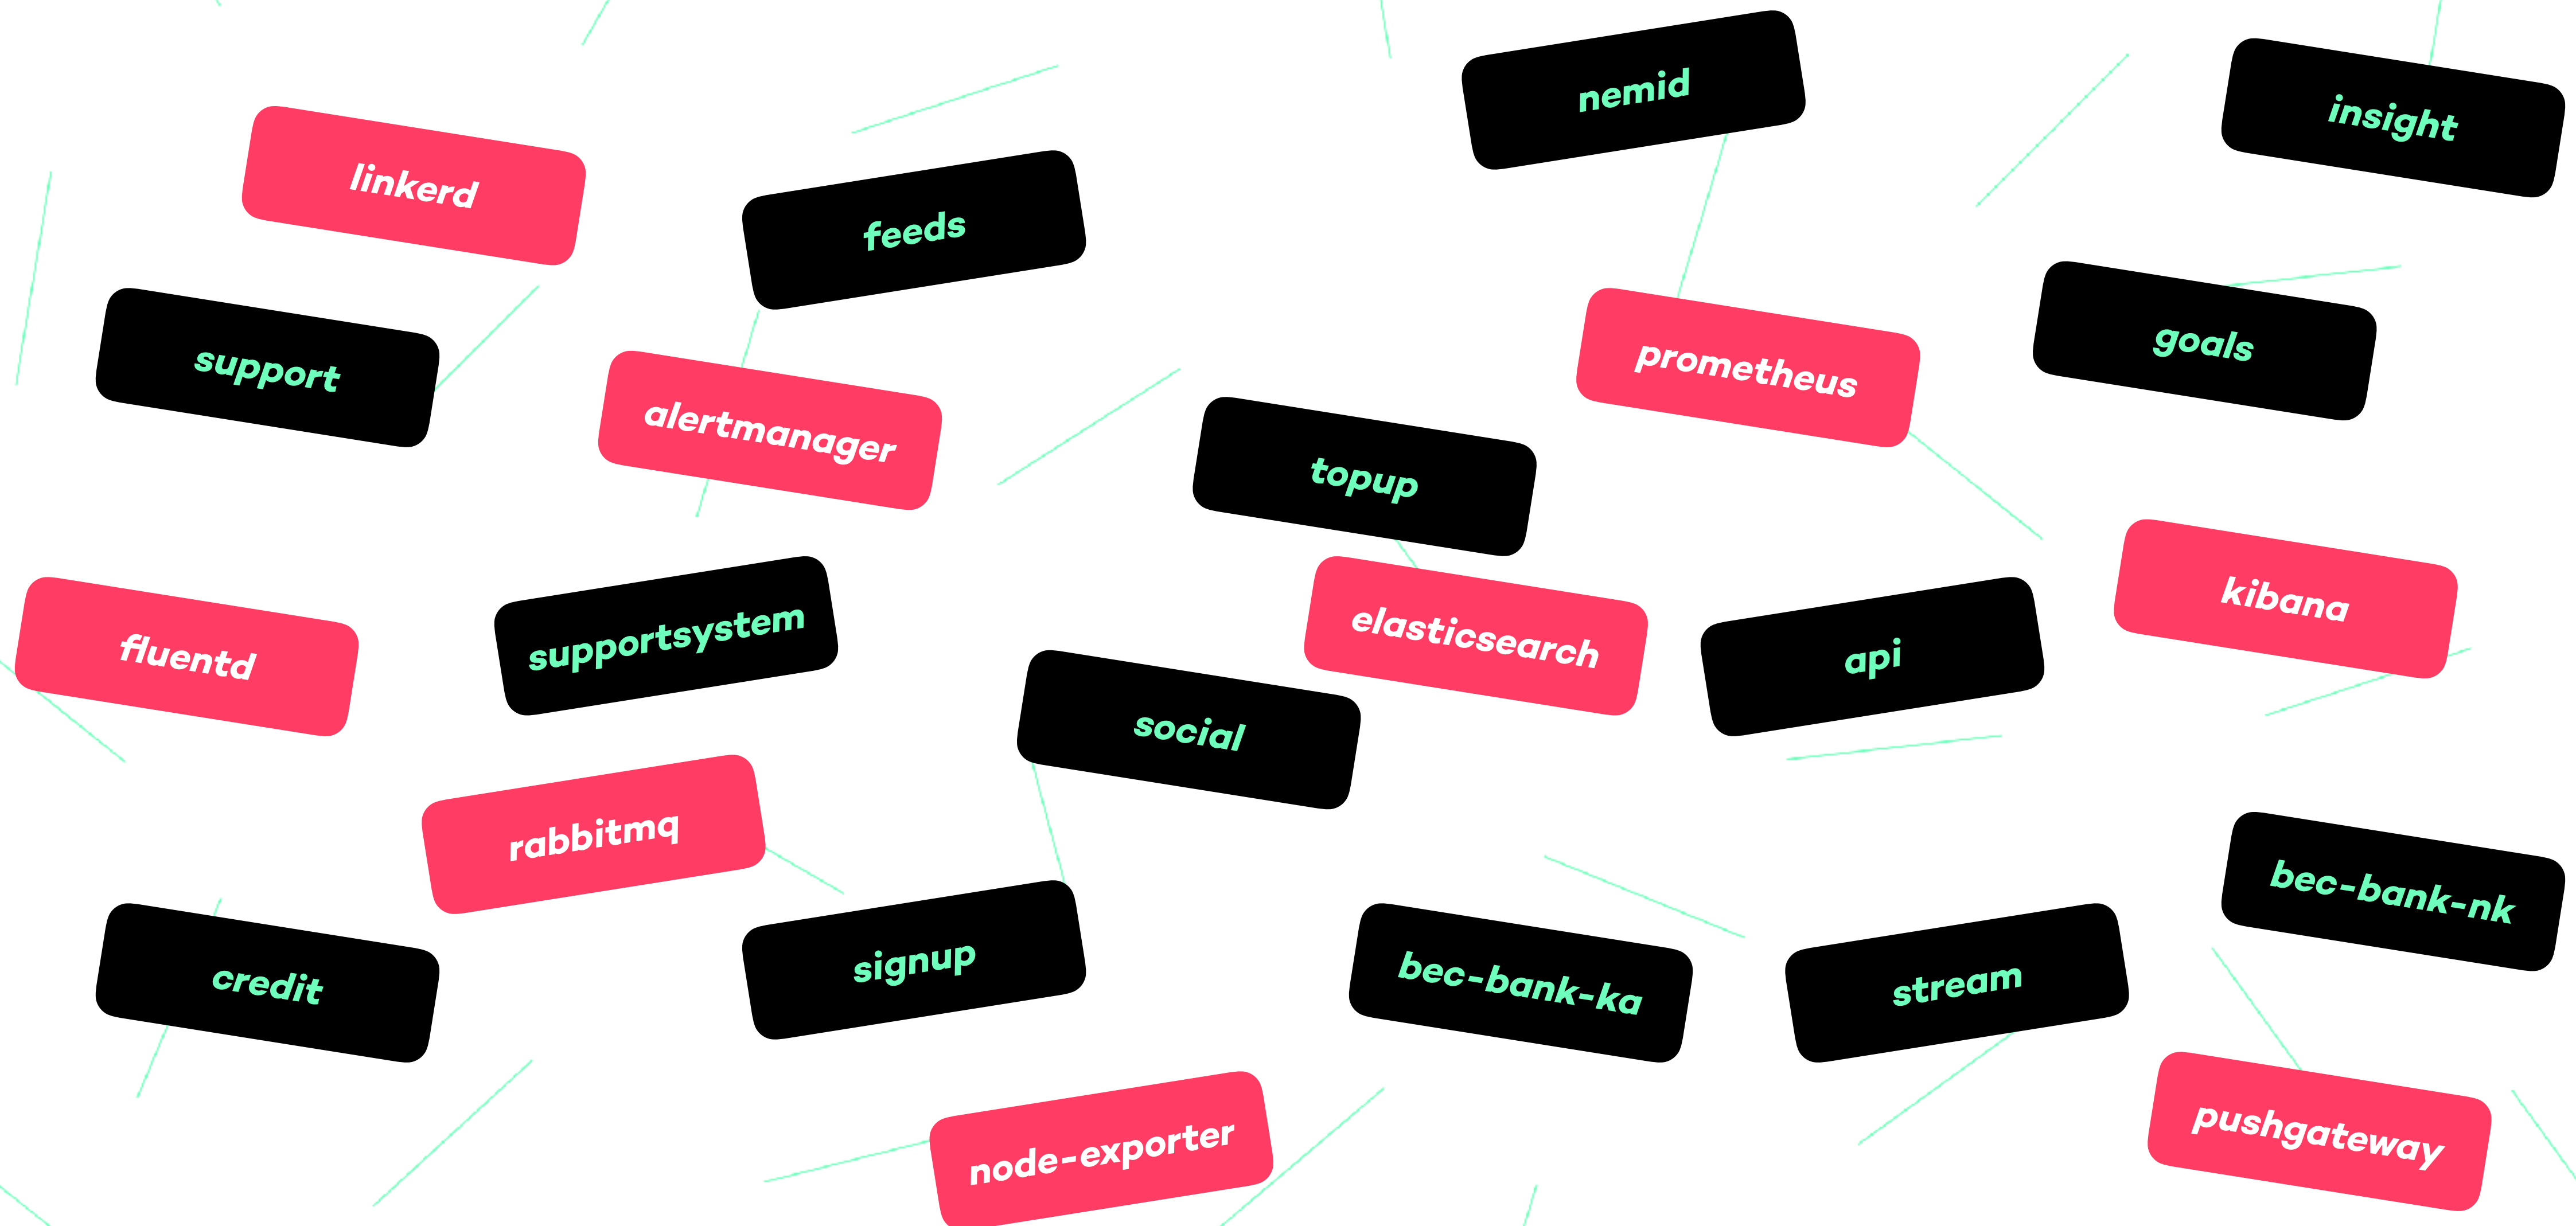 nemid
insight
linkerd
feeds
support
prometheus
goals
alertmanager
topup
fluentd
supportsystem
elasticsearch
api
kibana
social
rabbitmq
bec-bank-nk
credit
signup
bec-bank-ka
stream
node-exporter
pushgateway